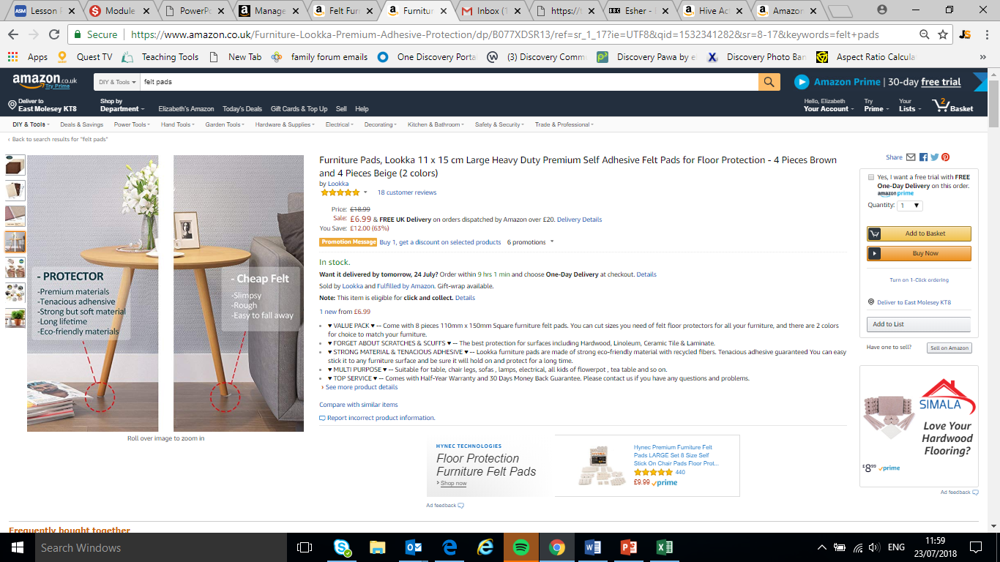 Lesson F
Module
PowerPo
Manage
Felt Fur
Furnitur
Inbox (1
https://
Esher -
Hive Ac
Amazon
Secure | https://www.amazon.co.uk/Furniture-Lookka-Premium-Adhesive-Protection/dp/B077XDSR13/ref=sr_1_17?ie=UTF8&qid=1532341282&sr=8-17&keywords=felt+pads
Apps Quest TV Teaching Tools New Tab family forum emails One Discovery Porta (3) Discovery Comm Discovery Pawa by e Discovery Photo Ban Aspect Ratio Calcula »
amazon.co.uk
Try Prime
DIY & Tools felt pads
Amazon Prime | 30-day free trial
Deliver to
East Molesey KT8
Shop by
Department
Elizabeth's Amazon Today's Deals Gift Cards & Top Up Sell Help
Hello, Elizabeth
Your Account
Try
Prime
Your
Lists
2
Basket
DIY & Tools Deals & Savings Power Tools Hand Tools Garden Tools Hardware & Supplies Electrical Decorating Kitchen & Bathroom Safety & Security Trade & Professional
‹ Back to search results for "felt pads"
- PROTECTOR
-Premium materials
-Tenacious adhensive
-Strong but soft material
-Long lifetime
-Eco-friendly materials
- Cheap Felt
-Slimpsy
-Rough
-Easy to fall away
Roll over image to zoom in
Furniture Pads, Lookka 11 x 15 cm Large Heavy Duty Premium Self Adhesive Felt Pads for Floor Protection - 4 Pieces Brown
and 4 Pieces Beige (2 colors)
by Lookka
18 customer reviews
Price: £18.99
Sale: £6.99 & FREE UK Delivery on orders dispatched by Amazon over £20. Delivery Details
You Save: £12.00 (63%)
Promotion Message Buy 1, get a discount on selected products 6 promotions
In stock.
Want it delivered by tomorrow, 24 July? Order within 9 hrs 1 min and choose One-Day Delivery at checkout. Details
Sold by Lookka and Fulfilled by Amazon. Gift-wrap available.
Note: This item is eligible for click and collect. Details
1 new from £6.99
• ♥ VALUE PACK ♥ -- Come with 8 pieces 110mm x 150mm Square furniture felt pads. You can cut sizes you need of felt floor protectors for all your furniture, and there are 2 colors
for choice to match your furniture.
• ♥ FORGET ABOUT SCRATCHES & SCUFFS ♥ -- The best protection for surfaces including Hardwood, Linoleum, Ceramic Tile & Laminate.
• ♥ STRONG MATERIAL & TENACIOUS ADHESIVE ♥ -- Lookka furniture pads are made of strong eco-friendly material with recycled fibers. Tenacious adhesive guaranteed You can easy
stick it to any furniture surface and be sure it will hold on and protect for a long time.
• ♥ MULTI PURPOSE ♥ -- Suitable for table, chair legs, sofas , lamps, electrical, all kids of flowerpot , tea table and so on.
• ♥ TOP SERVICE ♥ -- Comes with Half-Year Warranty and 30 Days Money Back Guarantee. Please contact us if you have any questions and problems.
› See more product details
Compare with similar items
Report incorrect product information.
HYNEC TECHNOLOGIES
Floor Protection
Furniture Felt Pads
› Shop now
Hynec Premium Furniture Felt
Pads LARGE Set 8 Size Self
Stick On Chair Pads Floor Prot...
440
£9.99 prime
Ad feedback
Share
Yes, I want a free trial with FREE
One-Day Delivery on this order.
amazon prime
Quantity: 1
Add to Basket
Buy Now
Turn on 1-Click ordering
Deliver to East Molesey KT8
Add to List
Have one to sell? Sell on Amazon
SIMALA
Love Your
Hardwood
Flooring?
£8.99 prime
Ad feedback
Frequently bought together
Search Windows
ENG
11:59
23/07/2018